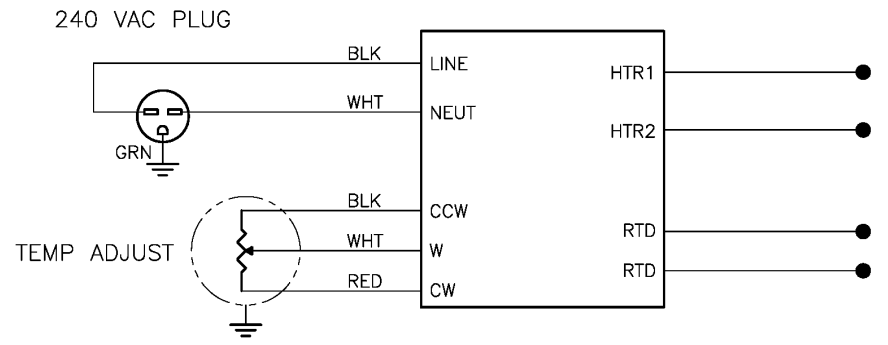 240 VAC PLUG
BLK
LINE
HTR1
WHT
NEUT
HTR2
GRN
BLK
CCW
RTD
TEMP ADJUST
WHT
W
RTD
RED
CW